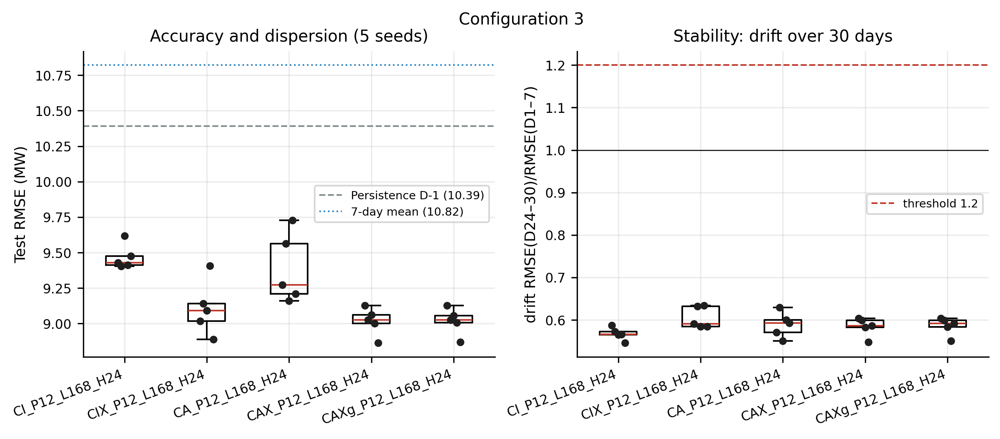 Configuration 3
Accuracy and dispersion (5 seeds)
Test RMSE (MW)
10.75
10.50
10.25
10.00
9.75
9.50
9.25
9.00
Persistence D-1 (10.39)
7-day mean (10.82)
CI_P12_L168_H24
CIX_P12_L168_H24
CA_P12_L168_H24
CAX_P12_L168_H24
CAXg_P12_L168_H24
Stability: drift over 30 days
drift RMSE(D24–30)/RMSE(D1–7)
1.2
1.1
1.0
0.9
0.8
0.7
0.6
threshold 1.2
CI_P12_L168_H24
CIX_P12_L168_H24
CA_P12_L168_H24
CAX_P12_L168_H24
CAXg_P12_L168_H24